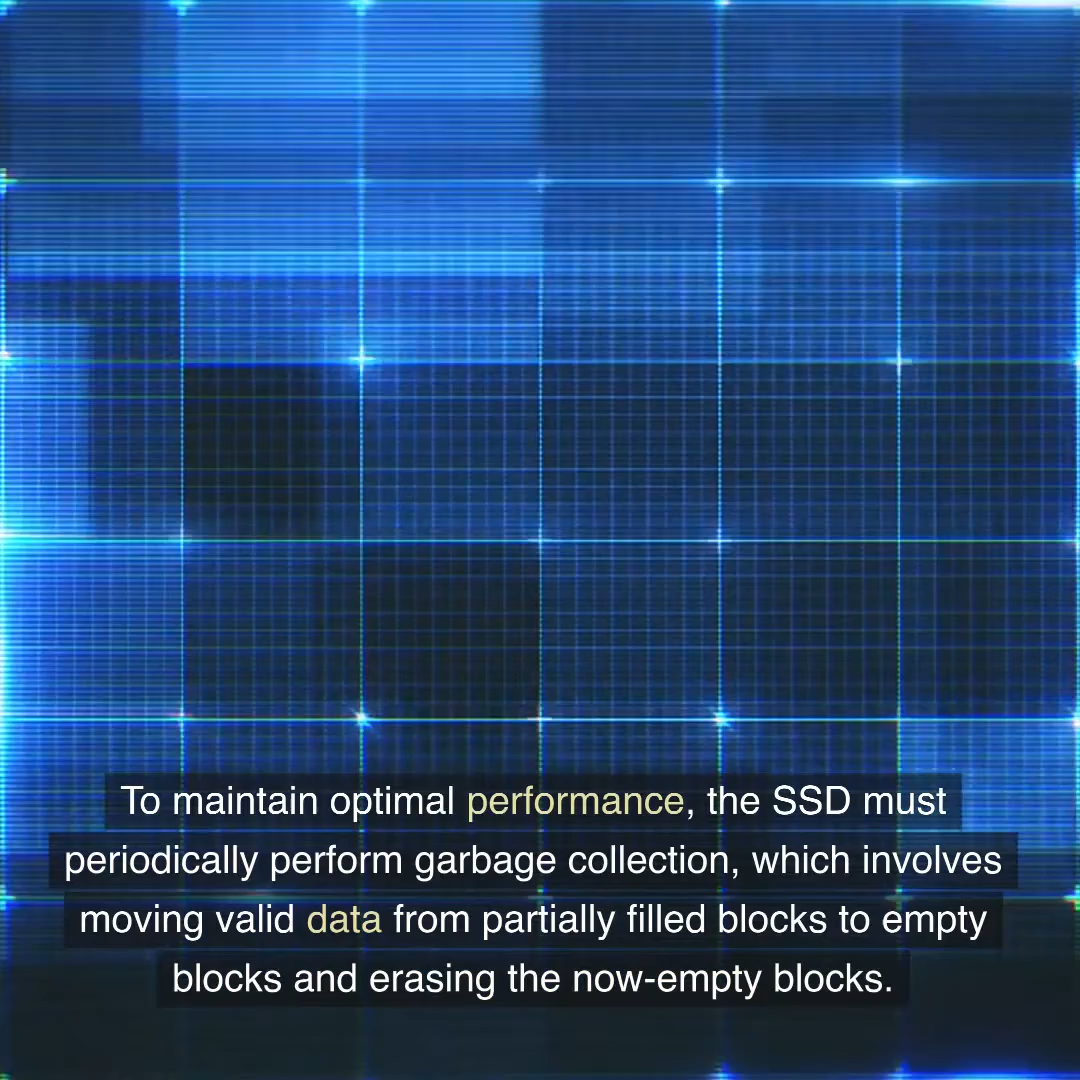 To maintain optimal performance, the SSD must
periodically perform garbage collection, which involves
moving valid data from partially filled blocks to empty
blocks and erasing the now-empty blocks.